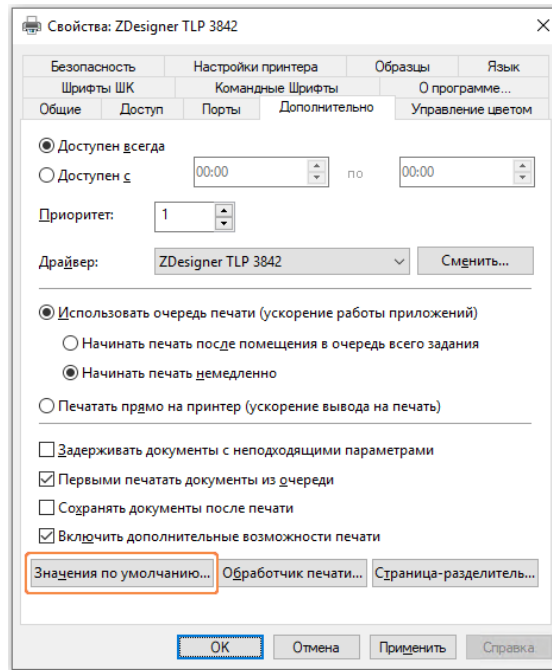 Свойства: ZDesigner TLP 3842
Безопасность Настройки принтера Образцы Язык
Шрифты ШК Командные Шрифты О программе...
Общие Доступ Порты Дополнительно Управление цветом
Доступен всегда
Доступен с 00:00 по 00:00
Приоритет: 1
Драйвер: ZDesigner TLP 3842 Сменить...
Использовать очередь печати (ускорение работы приложений)
Начинать печать после помещения в очередь всего задания
Начинать печать немедленно
Печатать прямо на принтер (ускорение вывода на печать)
Задерживать документы с неподходящими параметрами
Первыми печатать документы из очереди
Сохранять документы после печати
Включить дополнительные возможности печати
Значения по умолчанию... Обработчик печати... Страница-разделитель...
ОК Отмена Применить Справка